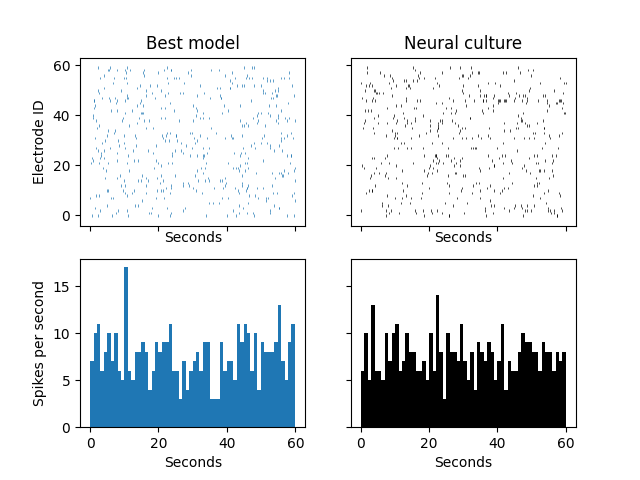 Best model
Neural culture
60
40
20
0
Electrode ID
Seconds
Seconds
15
10
5
0
Spikes per second
0 20 40 60
0 20 40 60
Seconds
Seconds